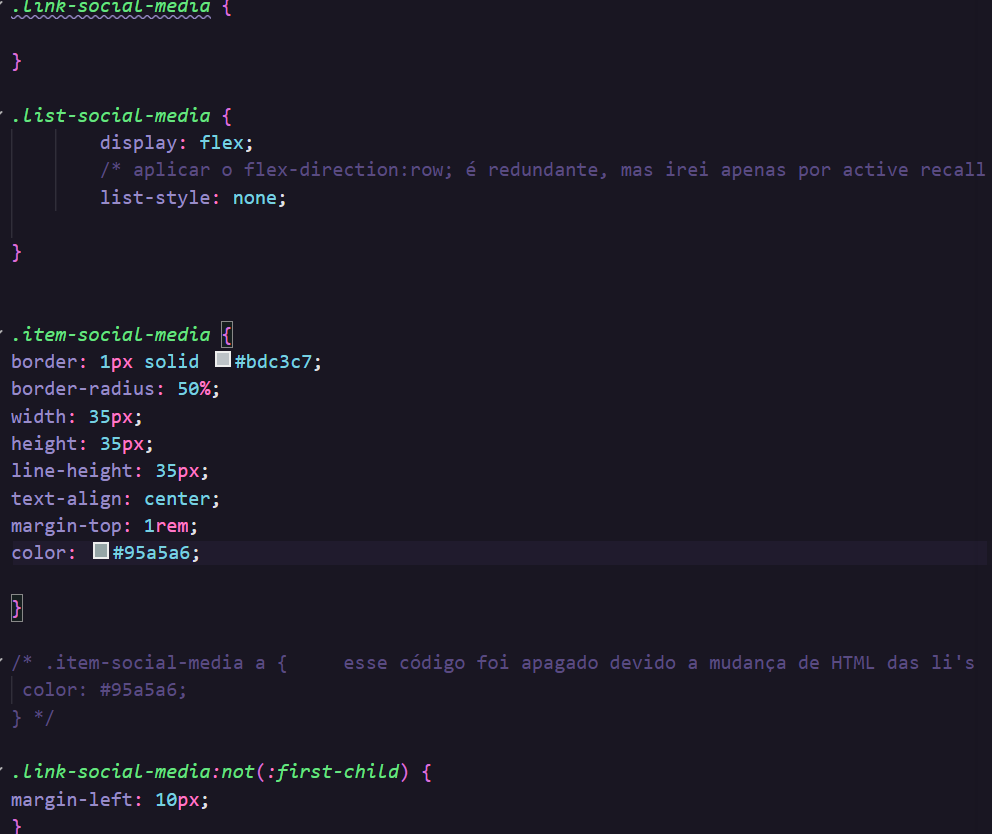 .link-social-media {
}
.list-social-media {
display: flex;
/* aplicar o flex-direction:row; é redundante, mas irei apenas por active recall
list-style: none;
}
.item-social-media {
border: 1px solid #bdc3c7;
border-radius: 50%;
width: 35px;
height: 35px;
line-height: 35px;
text-align: center;
margin-top: 1rem;
color: #95a5a6;
}
/* .item-social-media a {     esse código foi apagado devido a mudança de HTML das li's
color: #95a5a6;
} */
.link-social-media:not(:first-child) {
margin-left: 10px;
}